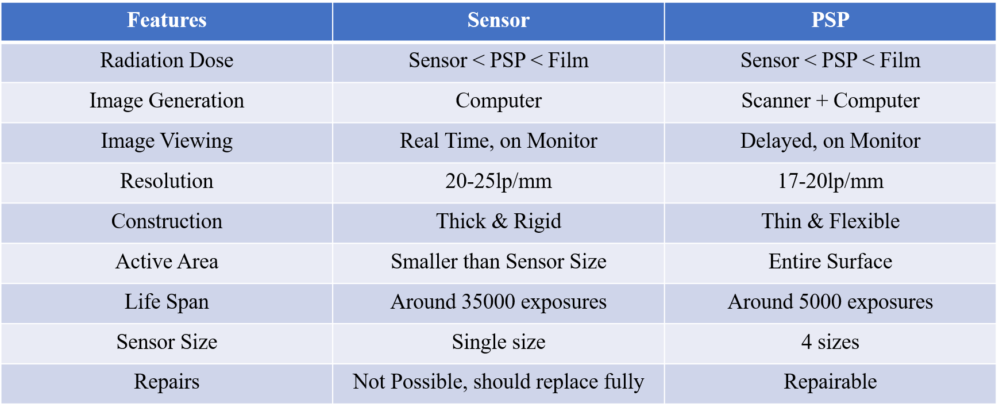 Features Sensor PSP
Radiation Dose Sensor < PSP < Film Sensor < PSP < Film
Image Generation Computer Scanner + Computer
Image Viewing Real Time, on Monitor Delayed, on Monitor
Resolution 20-25lp/mm 17-20lp/mm
Construction Thick & Rigid Thin & Flexible
Active Area Smaller than Sensor Size Entire Surface
Life Span Around 35000 exposures Around 5000 exposures
Sensor Size Single size 4 sizes
Repairs Not Possible, should replace fully Repairable